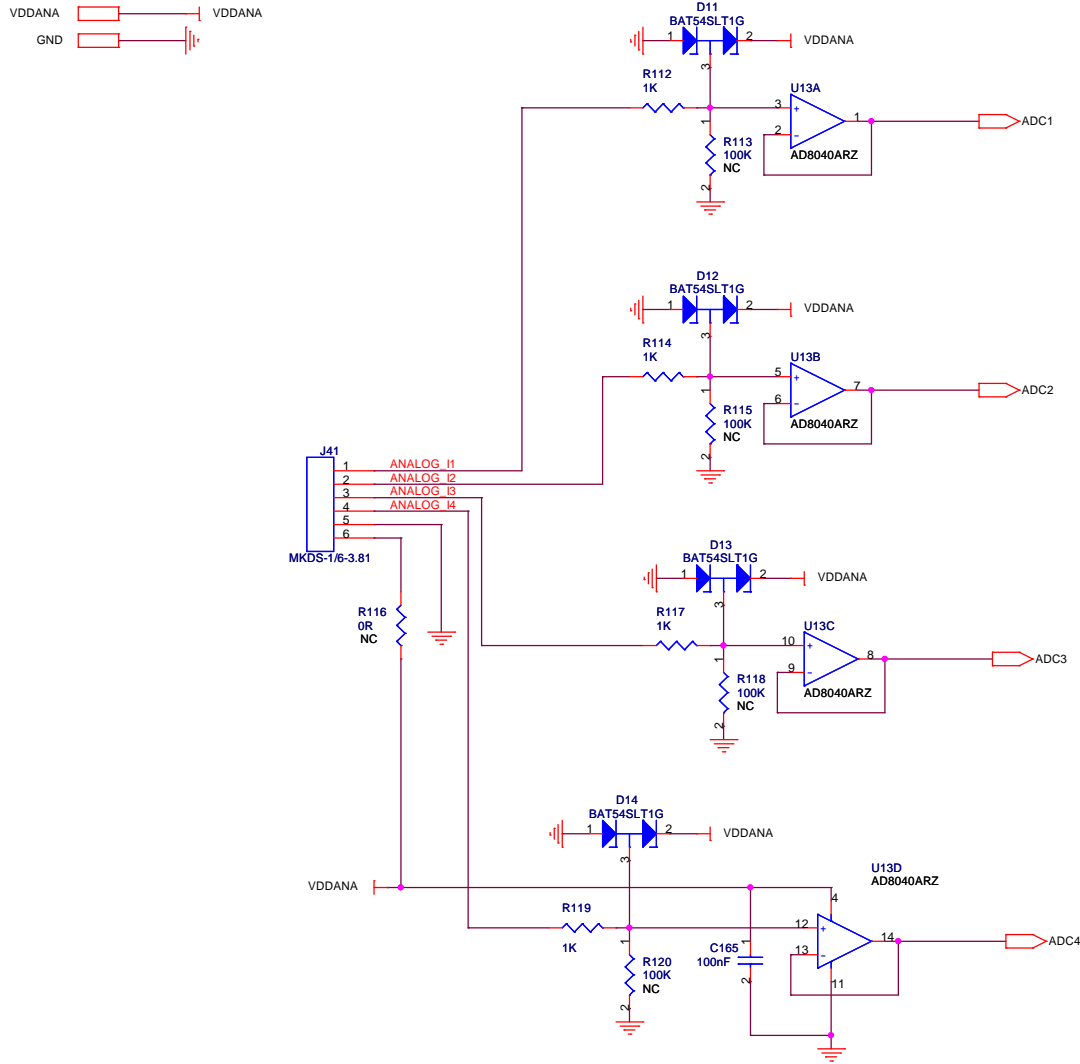 VDDANA
VDDANA
GND
D11
BAT54SLT1G
1
2
VDDANA
3
R112
1K
U13A
3
+
1
2
-
ADC1
AD8040ARZ
1
R113
100K
NC
2
D12
BAT54SLT1G
1
2
VDDANA
3
R114
1K
U13B
5
+
7
6
-
ADC2
AD8040ARZ
1
R115
100K
NC
2
J41
1
ANALOG_I1
2
ANALOG_I2
3
ANALOG_I3
4
ANALOG_I4
5
6
MKDS-1/6-3.81
R116
0R
NC
D13
BAT54SLT1G
1
2
VDDANA
3
R117
1K
U13C
10
+
8
9
-
ADC3
AD8040ARZ
1
R118
100K
NC
2
D14
BAT54SLT1G
1
2
VDDANA
3
VDDANA
U13D
AD8040ARZ
4
R119
1K
12
+
14
13
-
ADC4
11
1
R120
100K
NC
2
C165
100nF
1
2